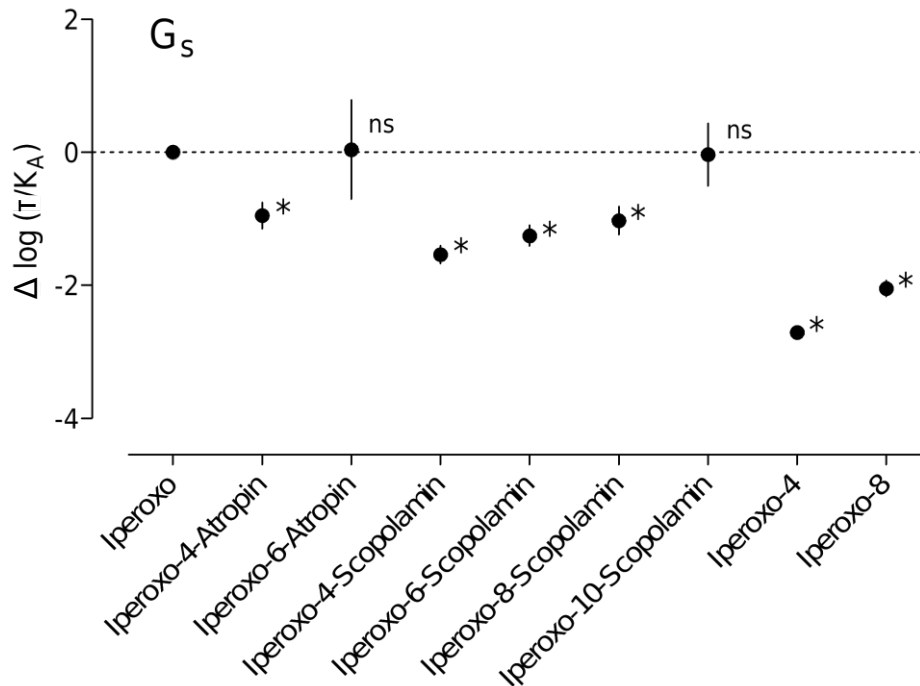 2
Gs
ns
ns
0
*
*
*
*
-2
*
*
-4
Δ log (τ/KA)
Iperoxo
Iperoxo-4-Atropin
Iperoxo-6-Atropin
Iperoxo-4-Scopolamin
Iperoxo-6-Scopolamin
Iperoxo-8-Scopolamin
Iperoxo-10-Scopolamin
Iperoxo-4
Iperoxo-8